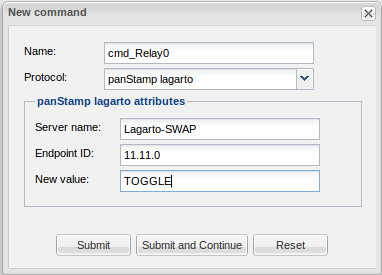 New command
Name: cmd_Relay0
Protocol: panStamp lagarto
panStamp lagarto attributes
Server name: Lagarto-SWAP
Endpoint ID: 11.11.0
New value: TOGGLE
Submit Submit and Continue Reset